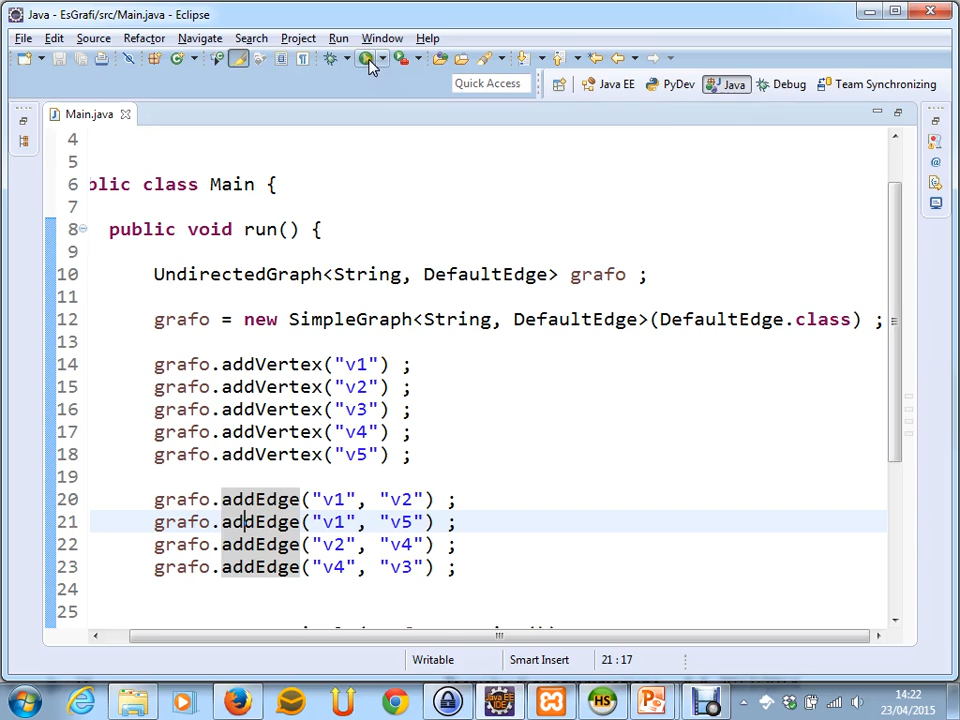 Java - EsGrafi/src/Main.java - Eclipse
File Edit Source Refactor Navigate Search Project Run Window Help
Quick Access Java EE PyDev Java Debug Team Synchronizing
Main.java
4
5
6 blic class Main {
7
8 public void run() {
9
10 UndirectedGraph<String, DefaultEdge> grafo ;
11
12 grafo = new SimpleGraph<String, DefaultEdge>(DefaultEdge.class) ;
13
14 grafo.addVertex("v1") ;
15 grafo.addVertex("v2") ;
16 grafo.addVertex("v3") ;
17 grafo.addVertex("v4") ;
18 grafo.addVertex("v5") ;
19
20 grafo.addEdge("v1", "v2") ;
21 grafo.addEdge("v1", "v5") ;
22 grafo.addEdge("v2", "v4") ;
23 grafo.addEdge("v4", "v3") ;
24
25
Writable Smart Insert 21 : 17
Java EE
IDE
HS
14:22
23/04/2015